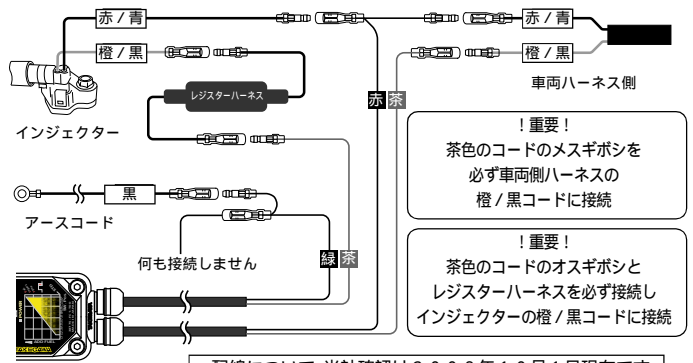 赤 / 青
赤 / 青
橙 / 黒
橙 / 黒
車両ハーネス側
レジスターハーネス
インジェクター
赤
茶
！重要！
茶色のコードのメスギボシを
必ず車両側ハーネスの
橙 / 黒コードに接続
黒
アースコード
何も接続しません
緑
茶
！重要！
茶色のコードのオスギボシと
レジスターハーネスを必ず接続し
インジェクターの橙 / 黒コードに接続
ADD FUEL